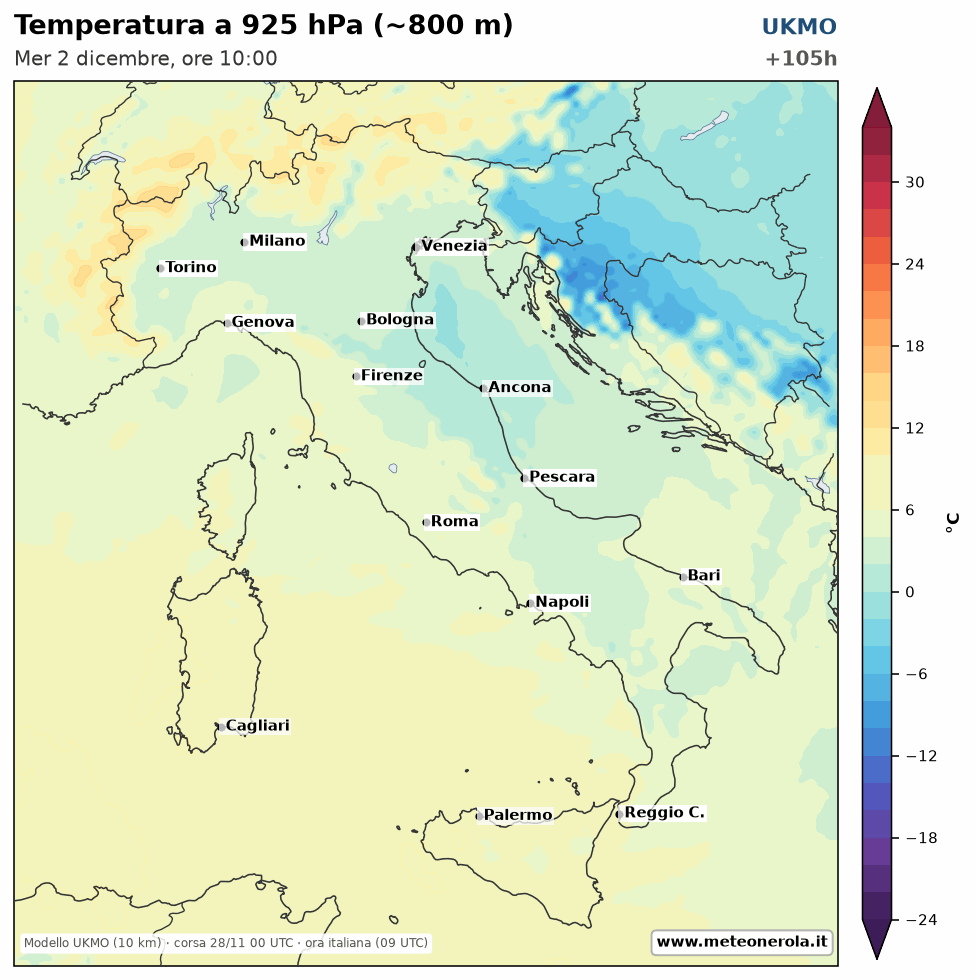 Temperatura a 925 hPa (~800 m)
UKMO
Mer 2 dicembre, ore 10:00
+105h
Milano
Venezia
Torino
Genova
Bologna
Firenze
Ancona
Pescara
Roma
Bari
Napoli
Cagliari
Palermo
Reggio C.
30
24
18
12
6
0
−6
−12
−18
−24
°C
Modello UKMO (10 km) · corsa 28/11 00 UTC · ora italiana (09 UTC)
www.meteonerola.it